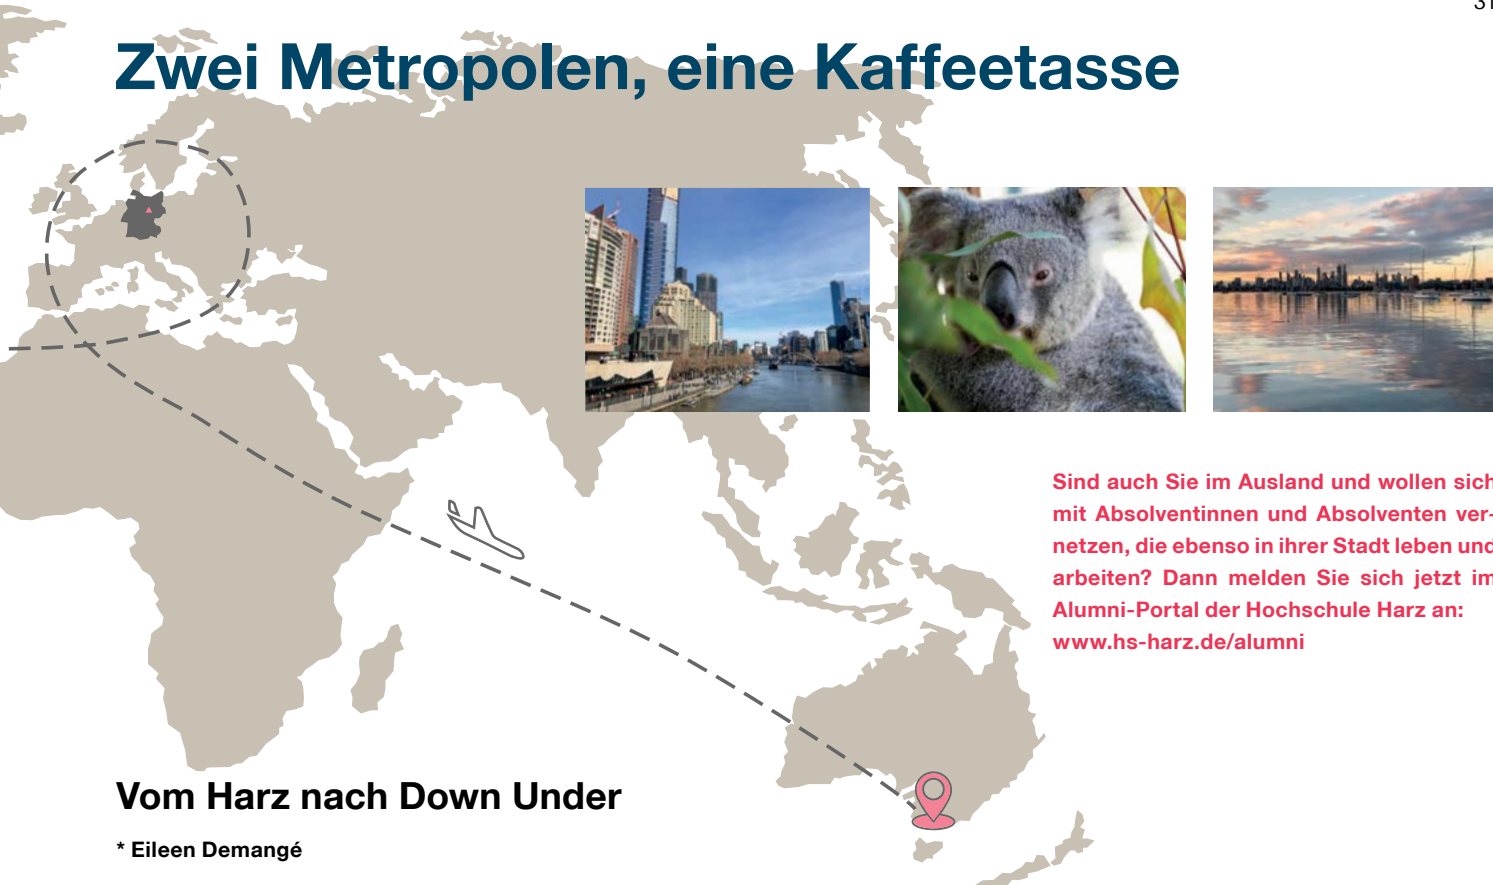 31
Zwei Metropolen, eine Kaffeetasse
Sind auch Sie im Ausland und wollen sich
mit Absolventinnen und Absolventen ver-
netzen, die ebenso in ihrer Stadt leben und
arbeiten? Dann melden Sie sich jetzt im
Alumni-Portal der Hochschule Harz an:
www.hs-harz.de/alumni
Vom Harz nach Down Under
* Eileen Demangé